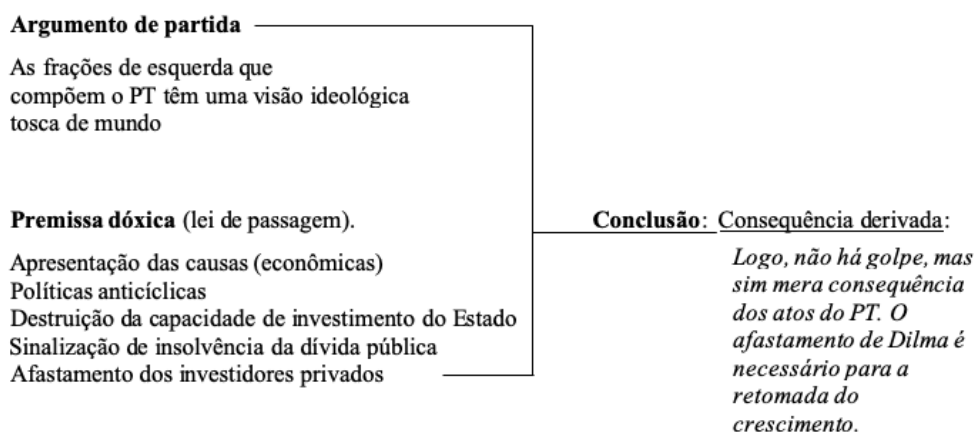 Argumento de partida
As frações de esquerda que
compõem o PT têm uma visão ideológica
tosca de mundo
Premissa dóxica (lei de passagem).
Apresentação das causas (econômicas)
Políticas anticíclicas
Destruição da capacidade de investimento do Estado
Sinalização de insolvência da dívida pública
Afastamento dos investidores privados
Conclusão: Consequência derivada:
Logo, não há golpe, mas
sim mera consequência
dos atos do PT. O
afastamento de Dilma é
necessário para a
retomada do
crescimento.